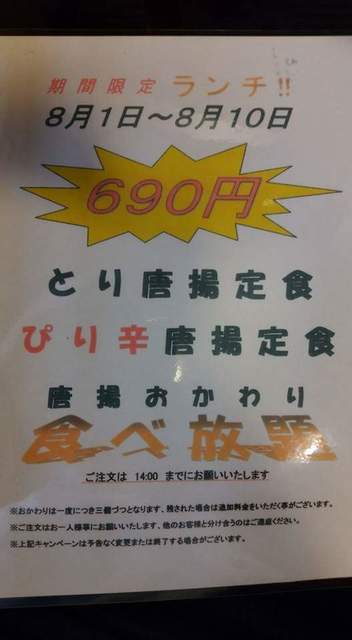 期間限定 ランチ!!
8月1日～8月10日
690円
とり唐揚定食
ぴり辛唐揚定食
唐揚おかわり
食べ放題
ご注文は 14:00 までにお願いいたします
※おかわりは一度につき三個づつとなります、残された場合は追加料金をいただく事がございます。
※ご注文はお一人様事にお願いいたします、他のお客様と分け合うのはご遠慮ください。
※上記キャンペーンは予告なく変更または終了する場合がございます。